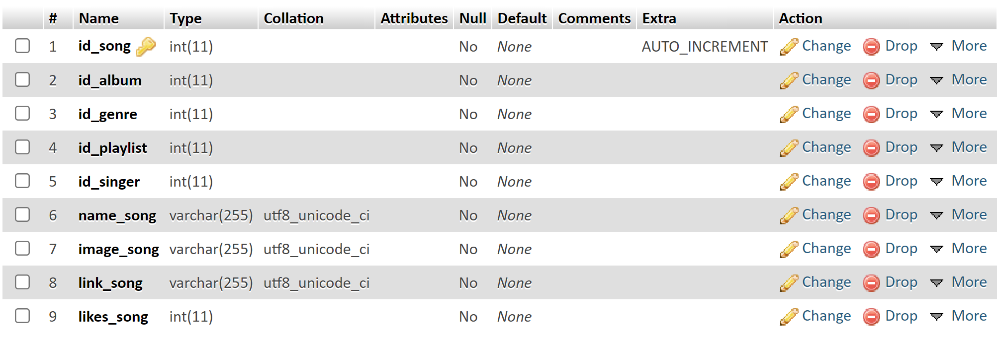 # Name Type Collation Attributes Null Default Comments Extra Action
1 id_song int(11) No None AUTO_INCREMENT Change Drop More
2 id_album int(11) No None Change Drop More
3 id_genre int(11) No None Change Drop More
4 id_playlist int(11) No None Change Drop More
5 id_singer int(11) No None Change Drop More
6 name_song varchar(255) utf8_unicode_ci No None Change Drop More
7 image_song varchar(255) utf8_unicode_ci No None Change Drop More
8 link_song varchar(255) utf8_unicode_ci No None Change Drop More
9 likes_song int(11) No None Change Drop More